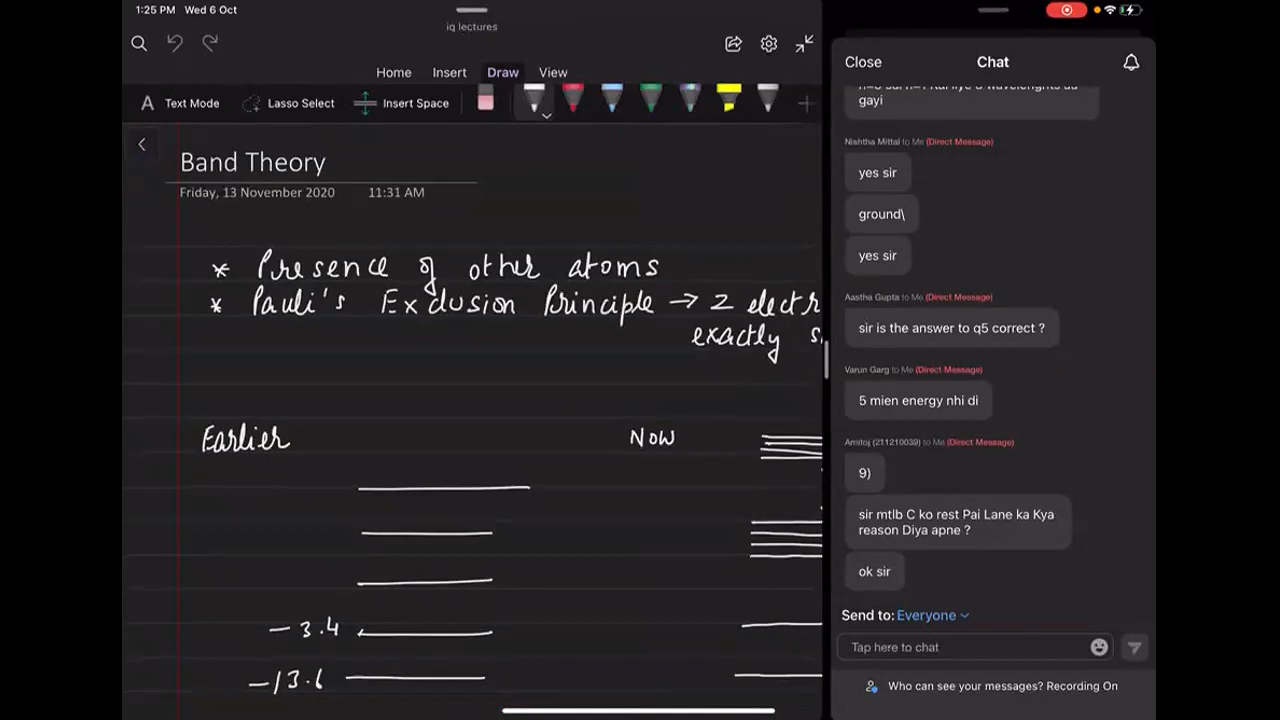 1:25 PM Wed 6 Oct
iq lectures
Home Insert Draw View
A Text Mode Lasso Select Insert Space
Band Theory
Friday, 13 November 2020 11:31 AM
* Presence of other atoms
* Pauli's Exclusion Principle → 2 electr
exactly s
Earlier Now
-3.4
-13.6
Close Chat
gayi
Nishtha Mittal to Me (Direct Message)
yes sir
ground\
yes sir
Aastha Gupta to Me (Direct Message)
sir is the answer to q5 correct ?
Varun Garg to Me (Direct Message)
5 mien energy nhi di
Amitoj (211210039) to Me (Direct Message)
9)
sir mtlb C ko rest Pai Lane ka Kya
reason Diya apne ?
ok sir
Send to: Everyone
Tap here to chat
Who can see your messages? Recording On